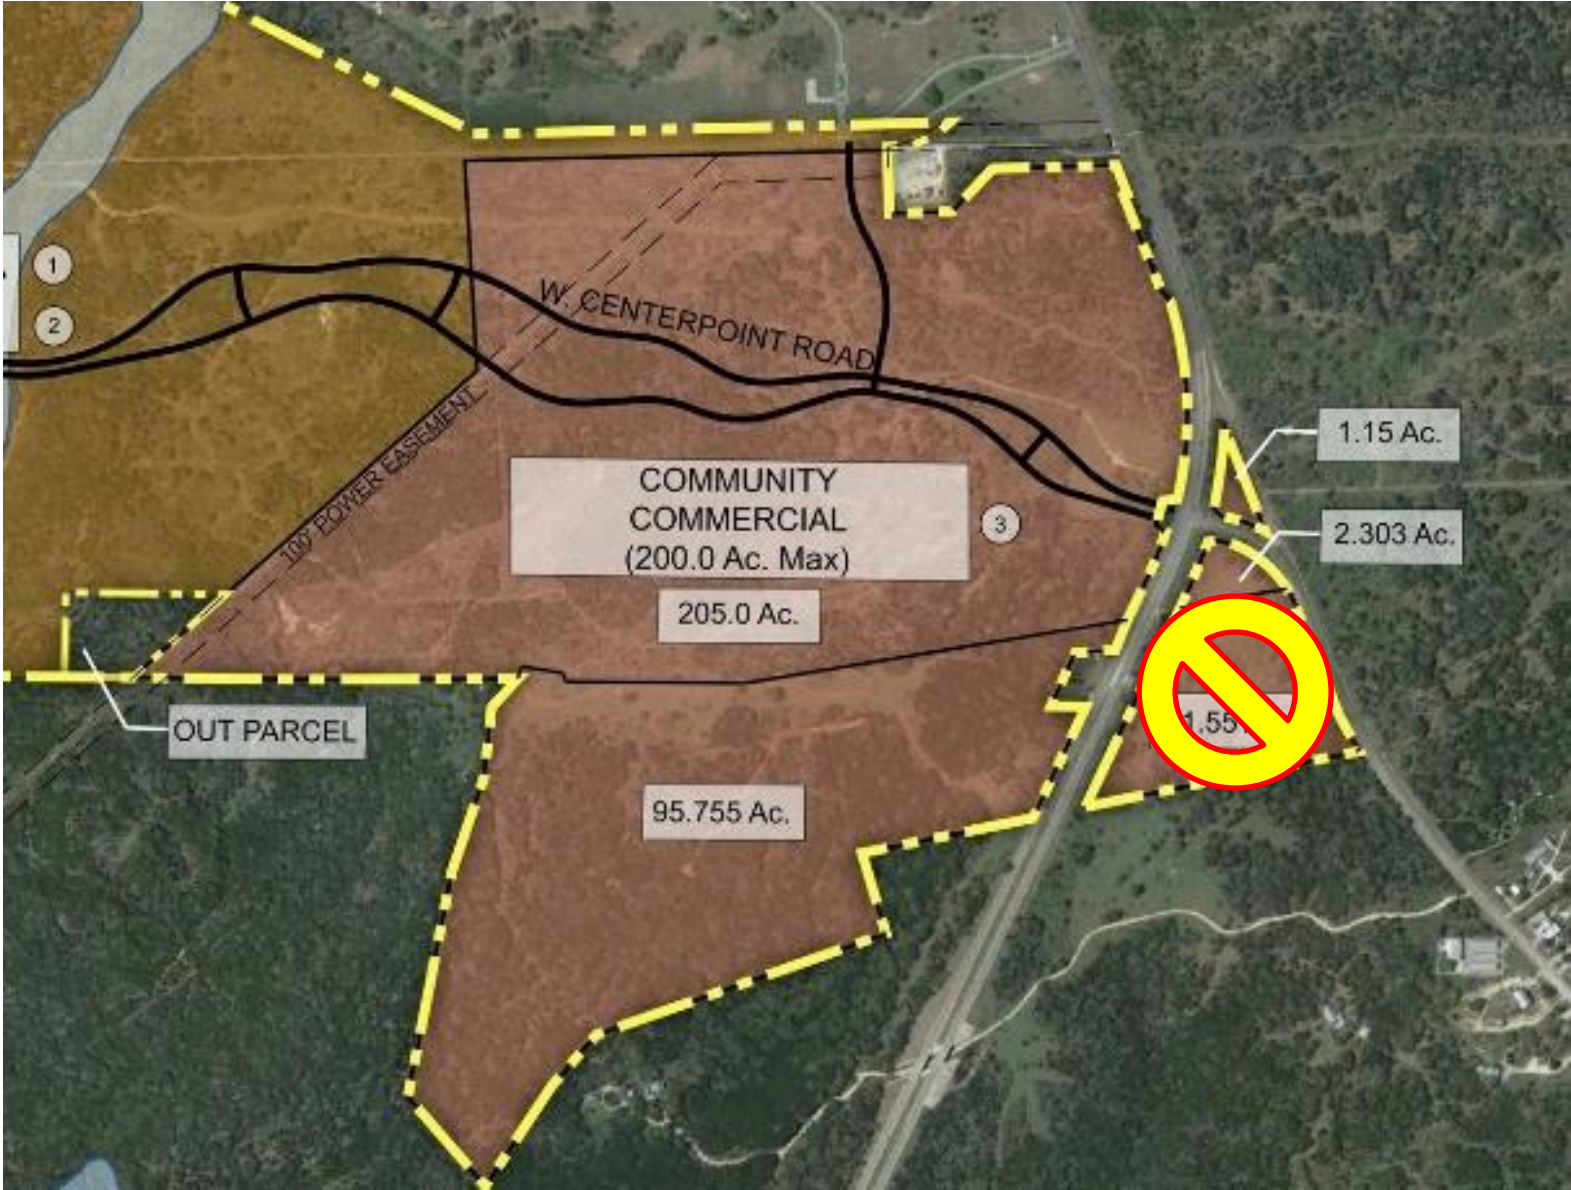 1
2
W. CENTERPOINT ROAD
100' POWER EASEMENT
1.15 Ac.
COMMUNITY
COMMERCIAL
(200.0 Ac. Max)
3
2.303 Ac.
205.0 Ac.
OUT PARCEL
95.755 Ac.